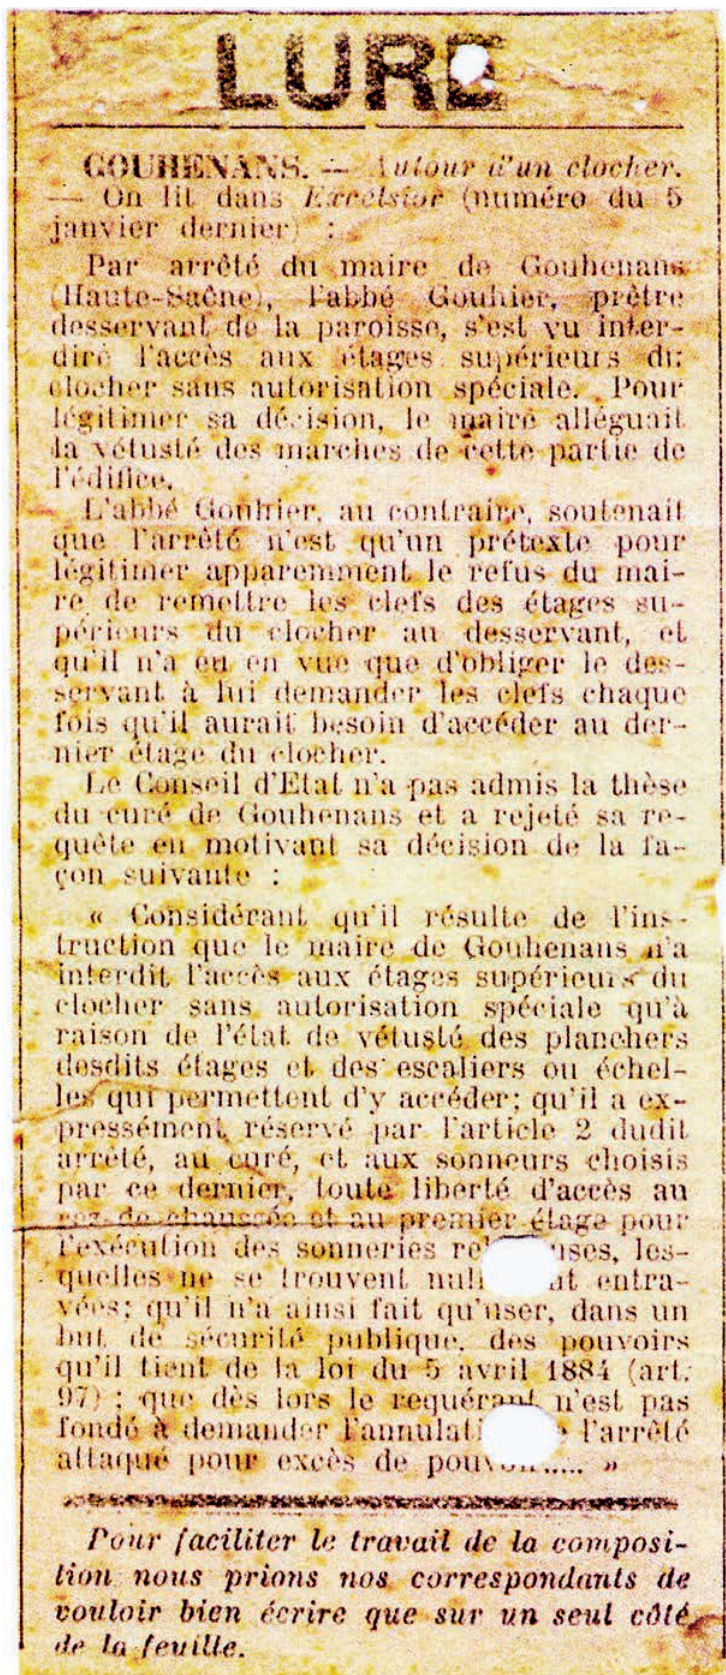 LURE
GOUHENANS. — Autour d'un clocher.
— On lit dans Excelsior (numéro du 5
janvier dernier) :
Par arrêté du maire de Gouhenans
(Haute-Saône), l'abbé Gouhier, prêtre
desservant de la paroisse, s'est vu inter-
dire l'accès aux étages supérieurs du
clocher sans autorisation spéciale. Pour
légitimer sa décision, le maire alléguait
la vétusté des marches de cette partie de
l'édifice.
L'abbé Gouhier, au contraire, soutenait
que l'arrêté n'est qu'un prétexte pour
légitimer apparemment le refus du mai-
re de remettre les clefs des étages su-
périeurs du clocher au desservant, et
qu'il n'a eu en vue que d'obliger le des-
servant à lui demander les clefs chaque
fois qu'il aurait besoin d'accéder au der-
nier étage du clocher.
Le Conseil d'Etat n'a pas admis la thèse
du curé de Gouhenans et a rejeté sa re-
quête en motivant sa décision de la fa-
çon suivante :
« Considérant qu'il résulte de l'ins-
truction que le maire de Gouhenans n'a
interdit l'accès aux étages supérieurs du
clocher sans autorisation spéciale qu'à
raison de l'état de vétusté des planchers
desdits étages et des escaliers ou échel-
les qui permettent d'y accéder; qu'il a ex-
pressément réservé par l'article 2 dudit
arrêté, au curé, et aux sonneurs choisis
par ce dernier, toute liberté d'accès au
rez-de-chaussée et au premier étage pour
l'exécution des sonneries rel uses, les-
quelles ne se trouvent nul nt entra-
vées; qu'il n'a ainsi fait qu'user, dans un
but de sécurité publique, des pouvoirs
qu'il tient de la loi du 5 avril 1884 (art.
97) ; que dès lors le requérant n'est pas
fondé à demander l'annulati e l'arrêté
attaqué pour excès de pouvoir..... »
Pour faciliter le travail de la composi-
tion nous prions nos correspondants de
vouloir bien écrire que sur un seul côté
de la feuille.